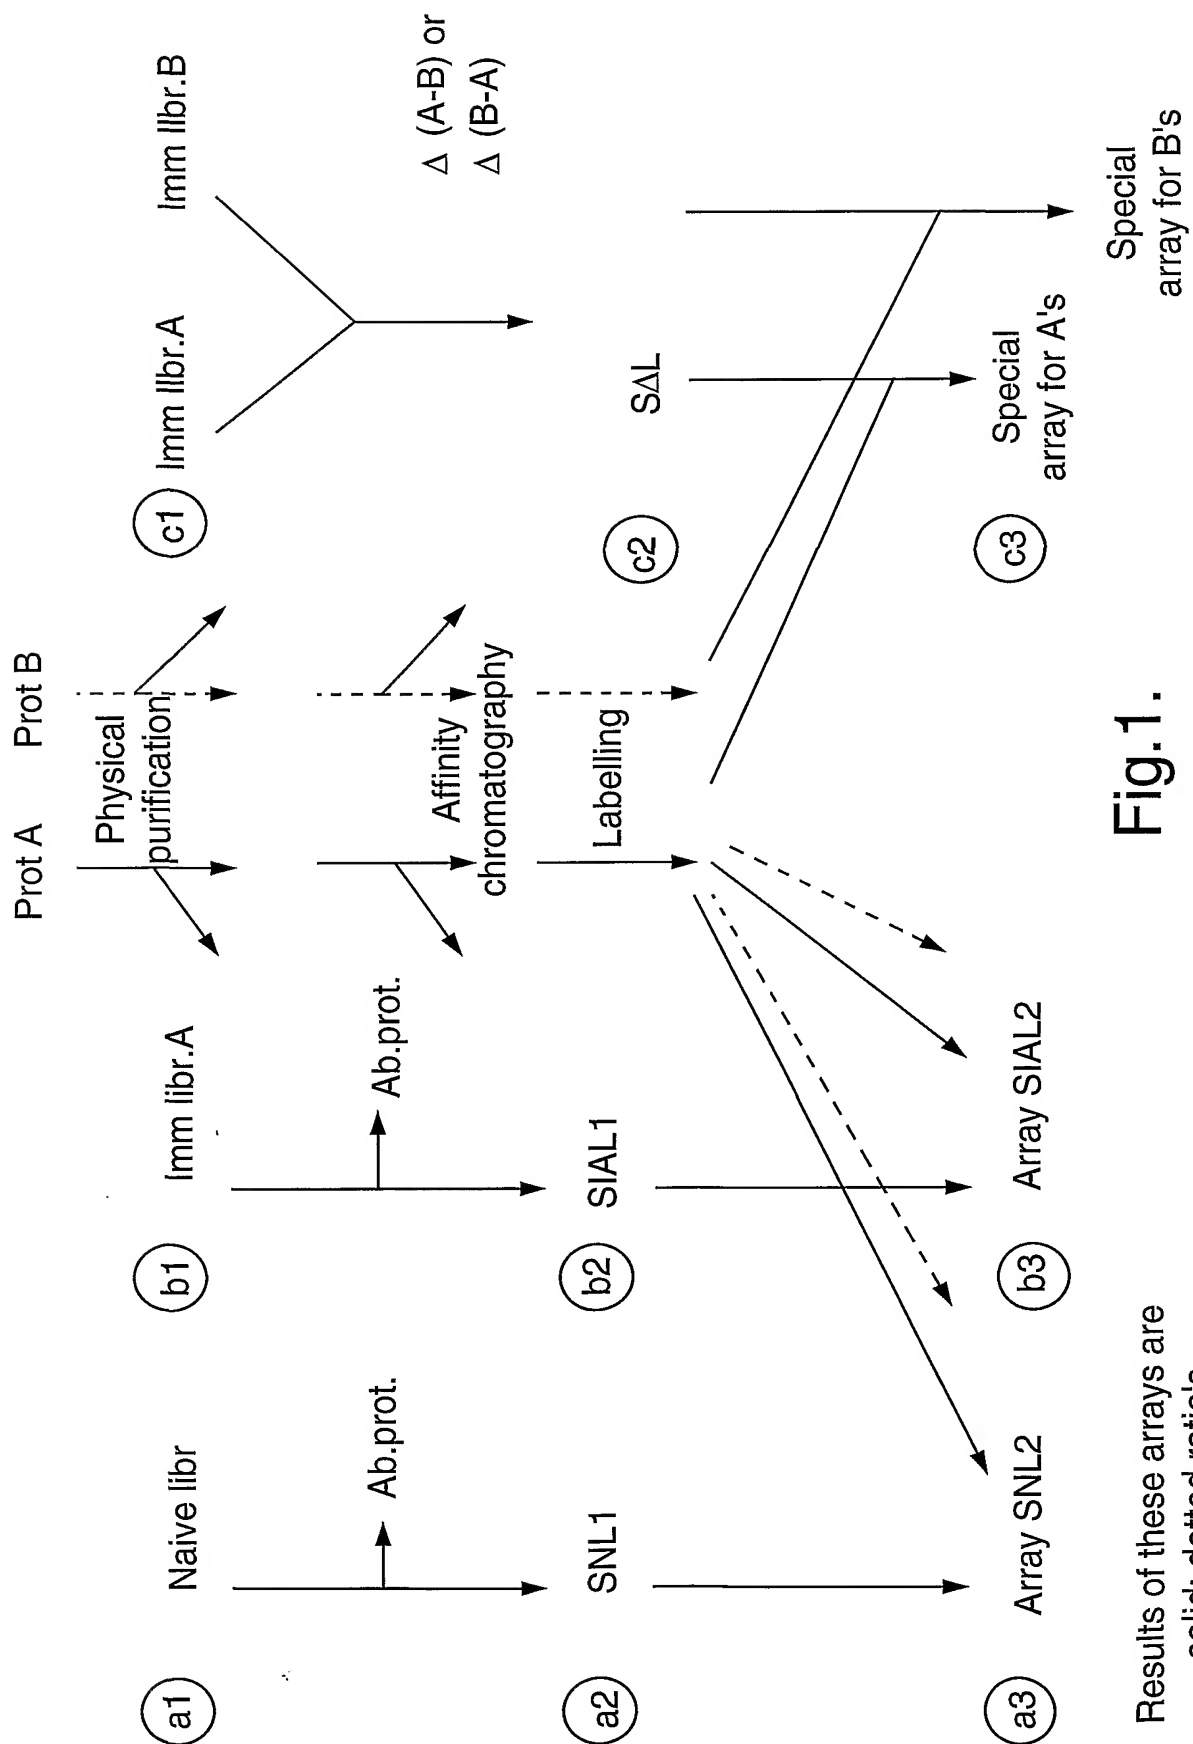 Prot A
Prot B
Physical
purification
Affinity
chromatography
Labelling
a1
Naive libr
Ab.prot.
a2
SNL1
a3
Array SNL2
b1
Imm libr.A
Ab.prot.
b2
SIAL1
b3
Array SIAL2
c1
Imm libr.A
Imm libr.B
Δ (A-B) or
Δ (B-A)
c2
SΔL
c3
Special
array for A's
Special
array for B's
Results of these arrays are
Fig.1.